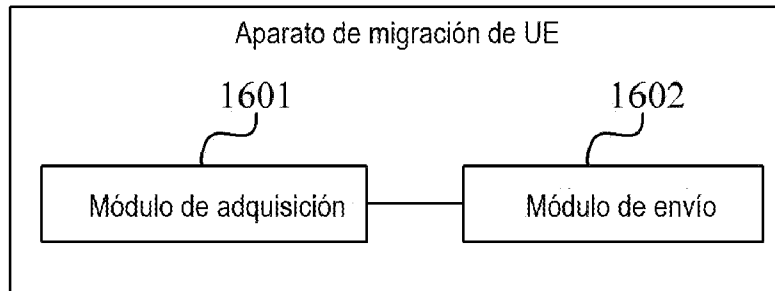 Aparato de migración de UE
1601
1602
Módulo de adquisición
Módulo de envío